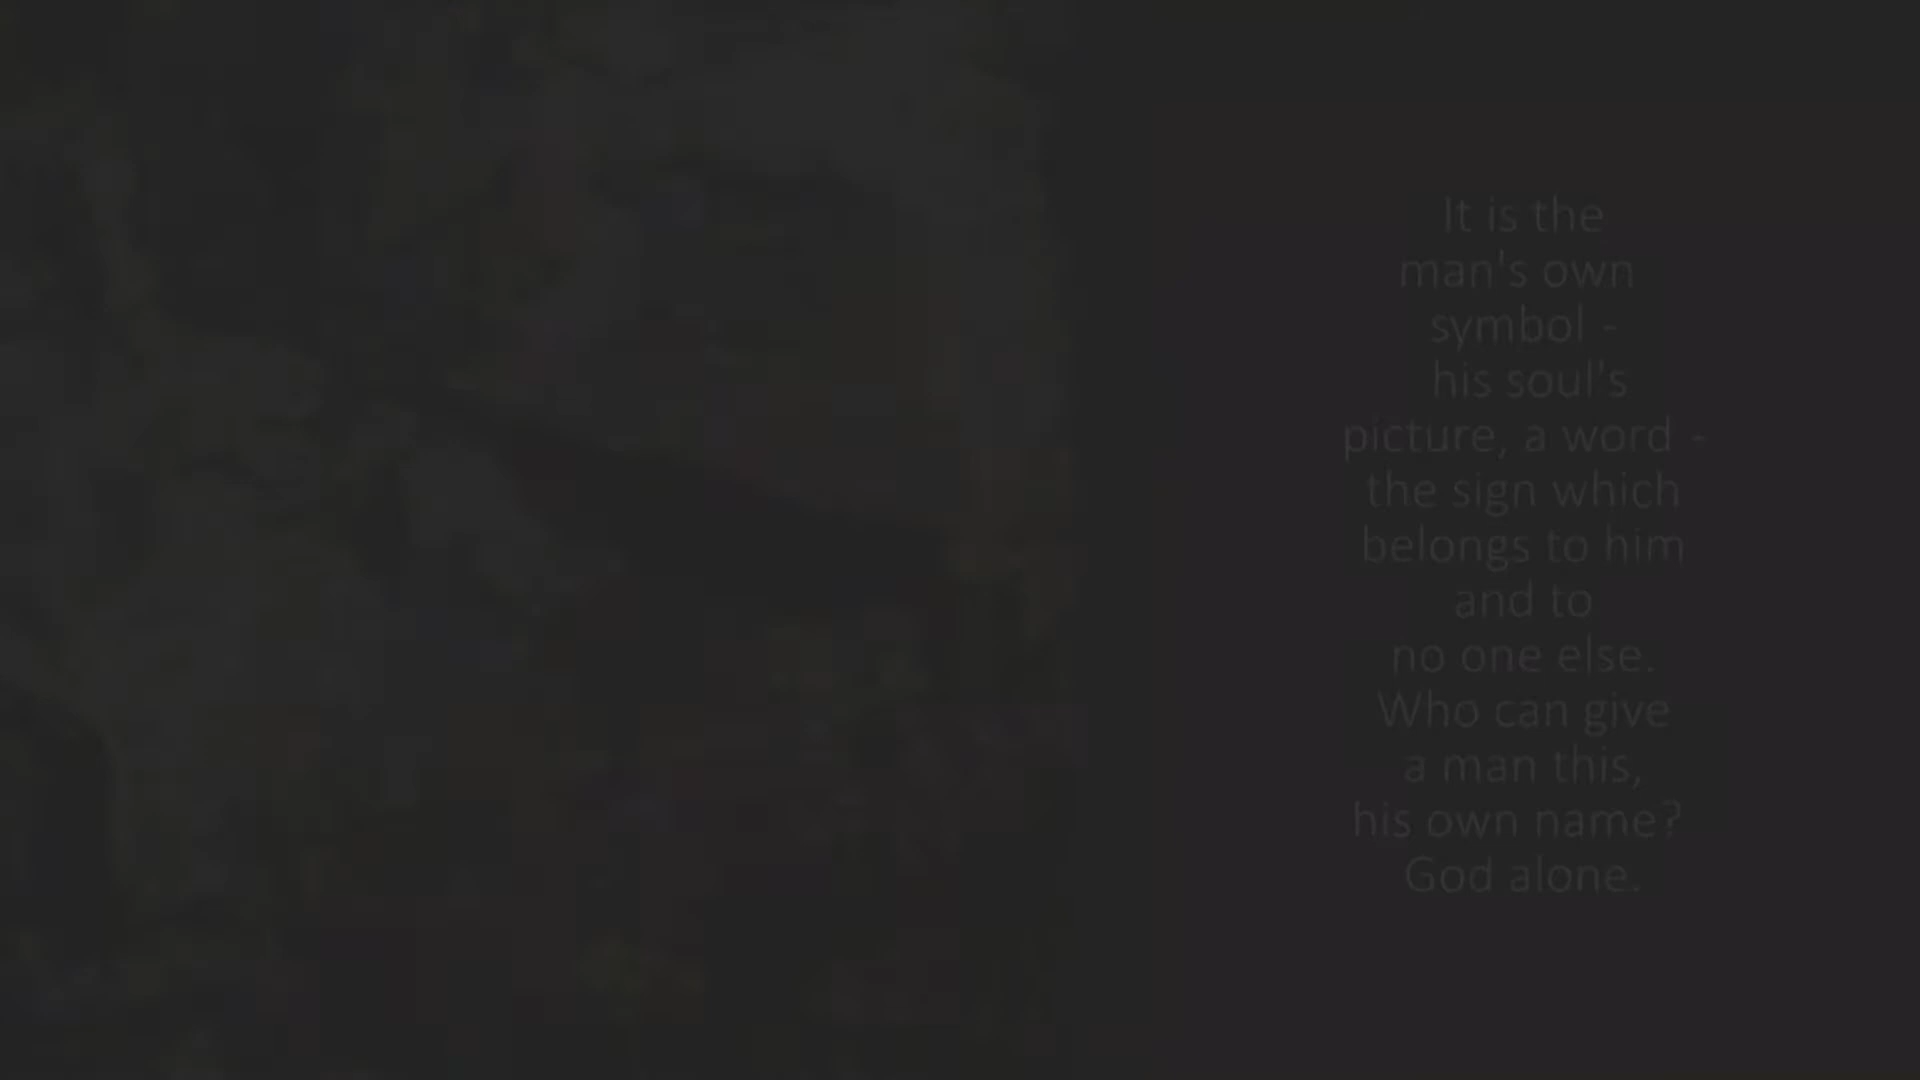 It is the
man's own
symbol -
his soul's
picture, a word -
the sign which
belongs to him
and to
no one else.
Who can give
a man this,
his own name?
God alone.